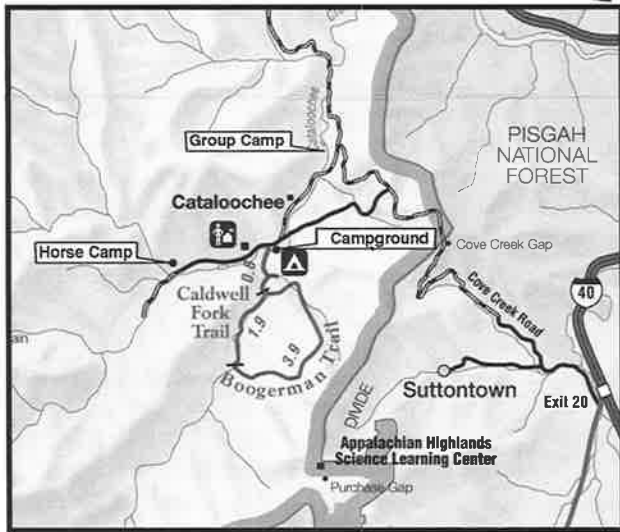 Cataloochee
Group Camp
PISGAH
NATIONAL
FOREST
Cataloochee
Horse Camp
Campground
Cove Creek Gap
0.8
Caldwell
Fork
Trail
1.9
3.9
Boogerman Trail
Cove Creek Road
40
DIVIDE
Suttontown
Exit 20
Appalachian Highlands
Science Learning Center
Purchase Gap